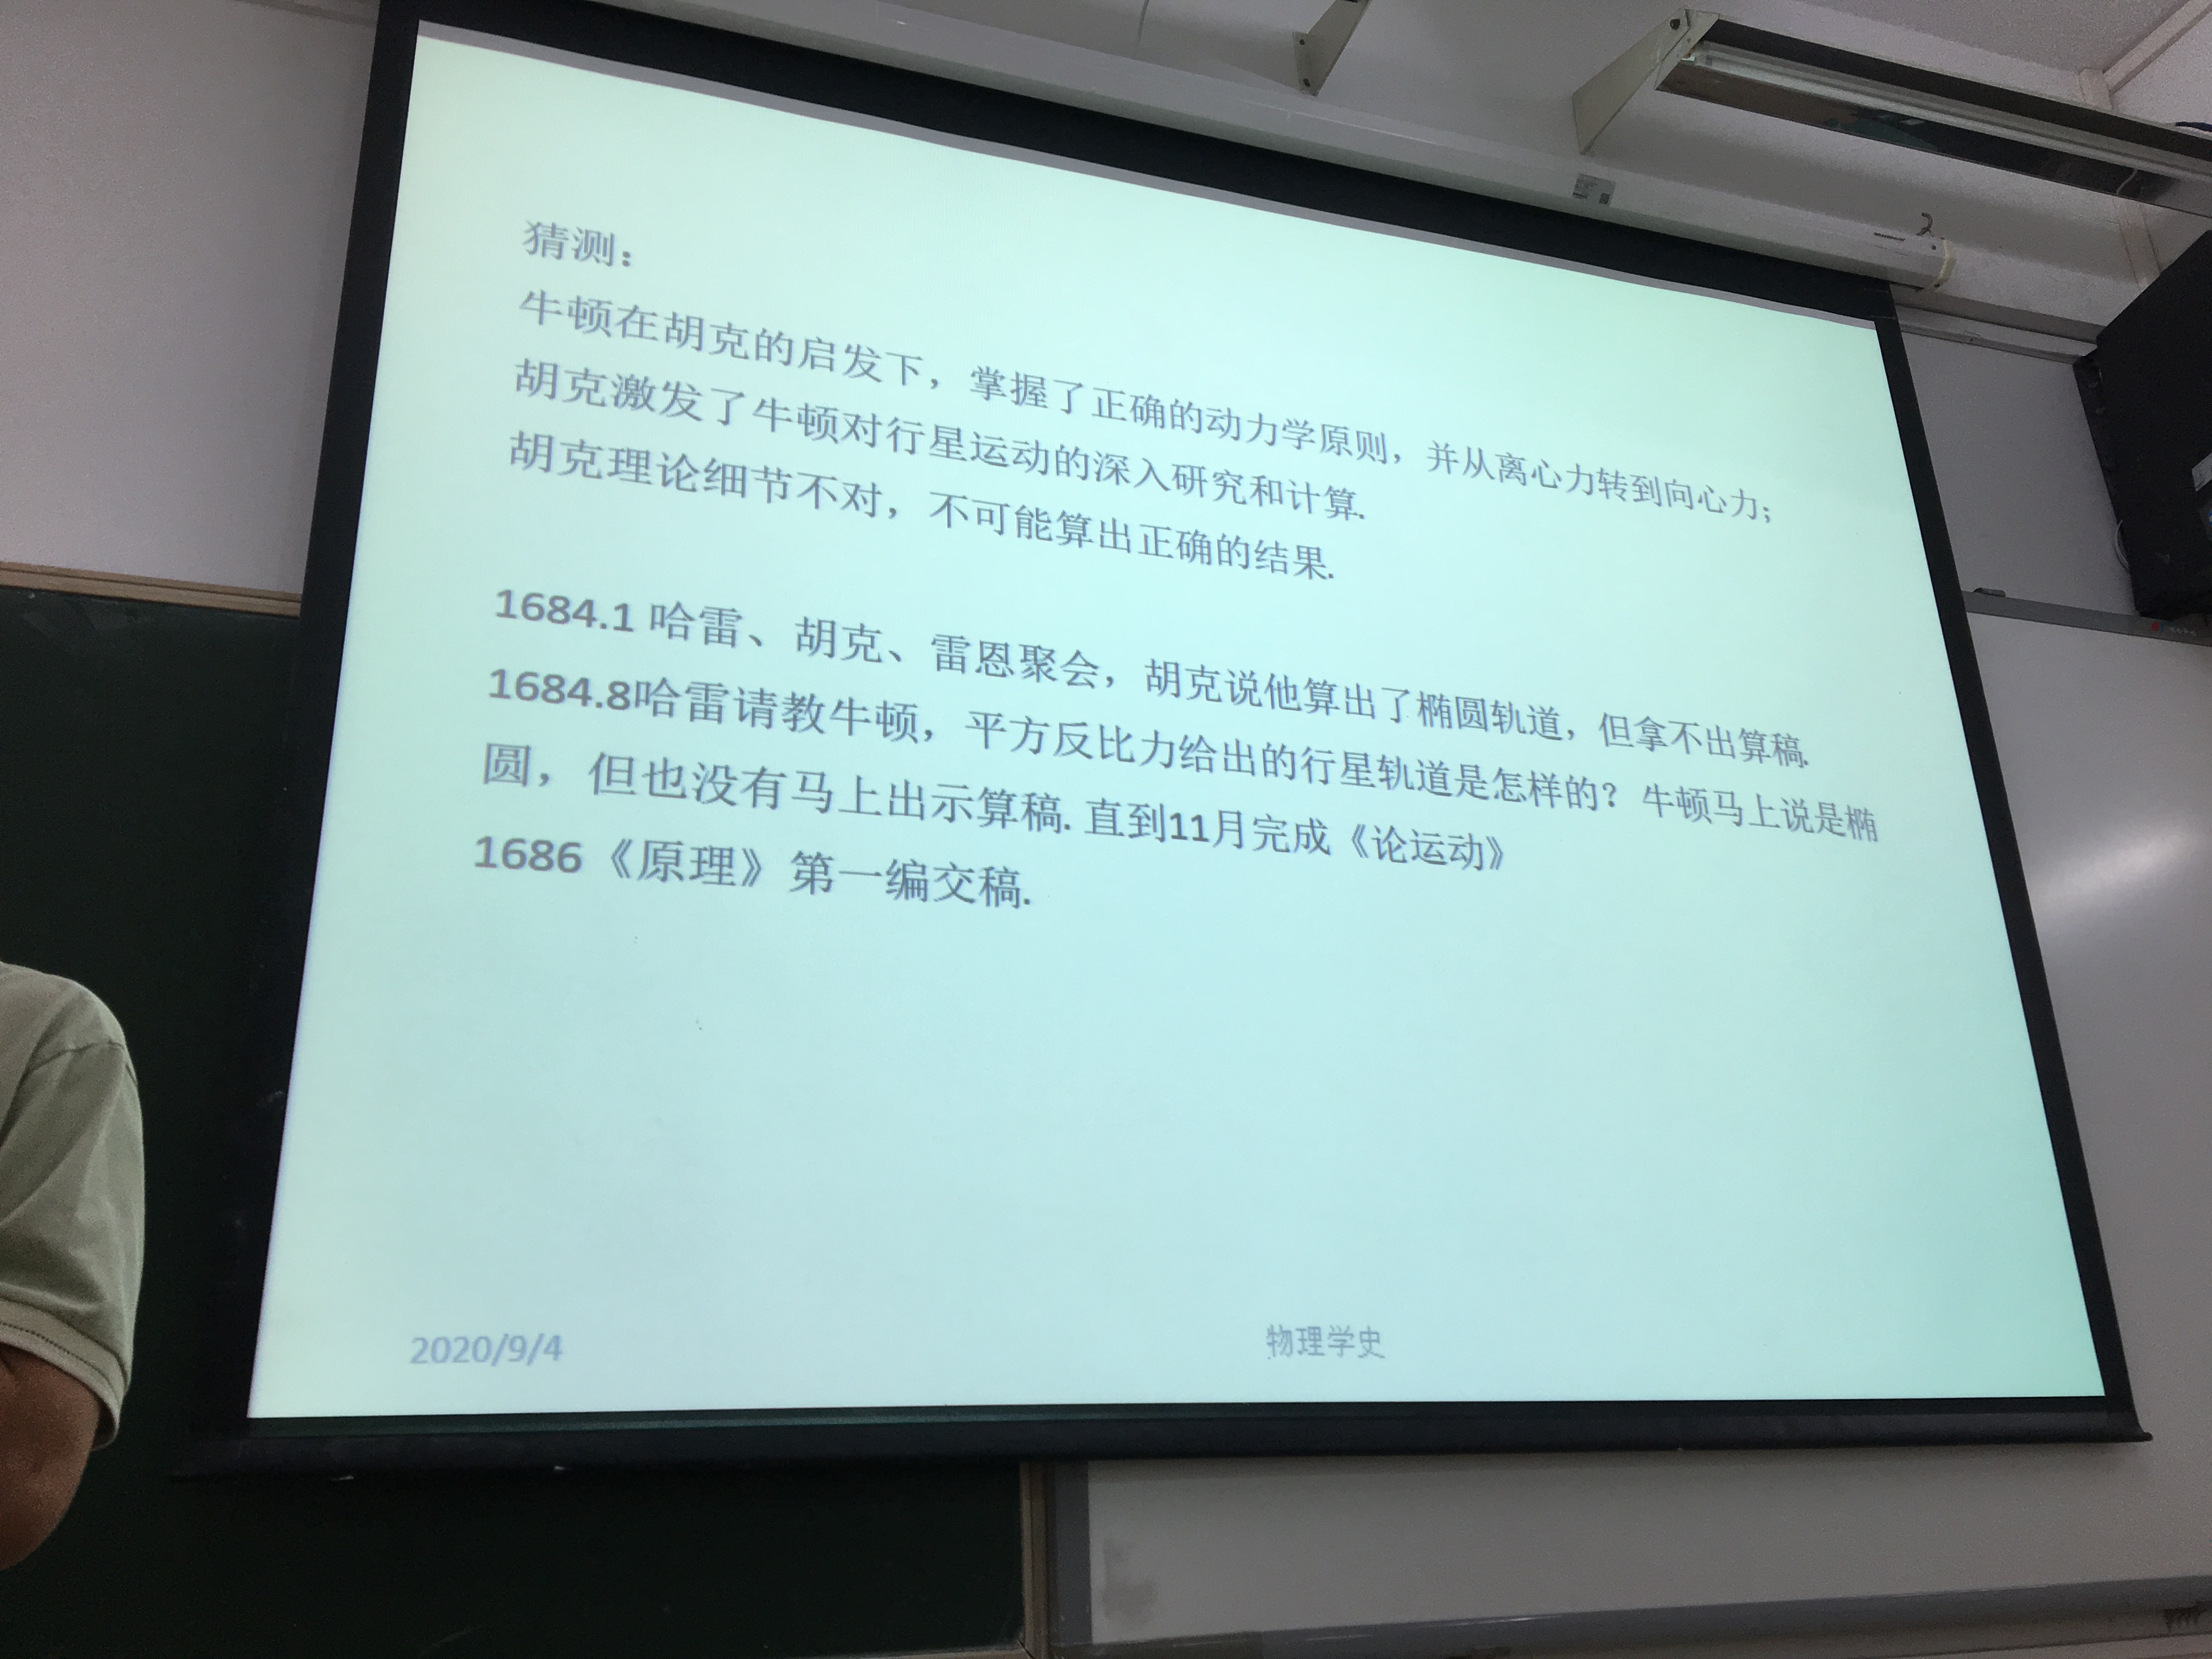 猜测：
牛顿在胡克的启发下，掌握了正确的动力学原则，并从离心力转到向心力；
胡克激发了牛顿对行星运动的深入研究和计算.
胡克理论细节不对，不可能算出正确的结果.
1684.1 哈雷、胡克、雷恩聚会，胡克说他算出了椭圆轨道，但拿不出算稿.
1684.8哈雷请教牛顿，平方反比力给出的行星轨道是怎样的？牛顿马上说是椭
圆，但也没有马上出示算稿. 直到11月完成《论运动》
1686《原理》第一编交稿.
2020/9/4
物理学史